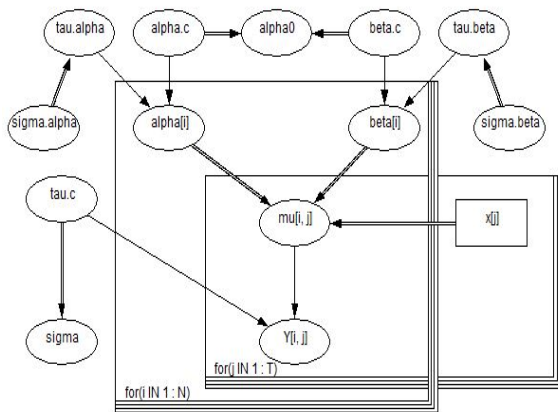 tau.alpha
alpha.c
alpha0
beta.c
tau.beta
sigma.alpha
alpha[i]
beta[i]
sigma.beta
tau.c
mu[i, j]
x[j]
sigma
Y[i, j]
for(j IN 1 : T)
for(i IN 1 : N)